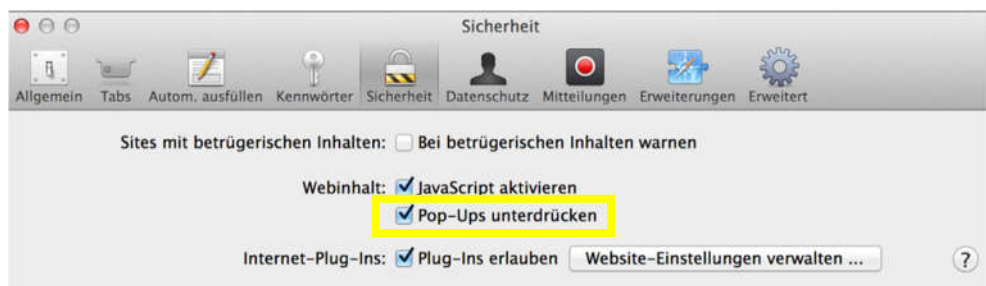 Sicherheit
Allgemein Tabs Autom. ausfüllen Kennwörter Sicherheit Datenschutz Mitteilungen Erweiterungen Erweitert
Sites mit betrügerischen Inhalten: Bei betrügerischen Inhalten warnen
Webinhalt: JavaScript aktivieren
Pop-Ups unterdrücken
Internet-Plug-Ins: Plug-Ins erlauben Website-Einstellungen verwalten ... ?